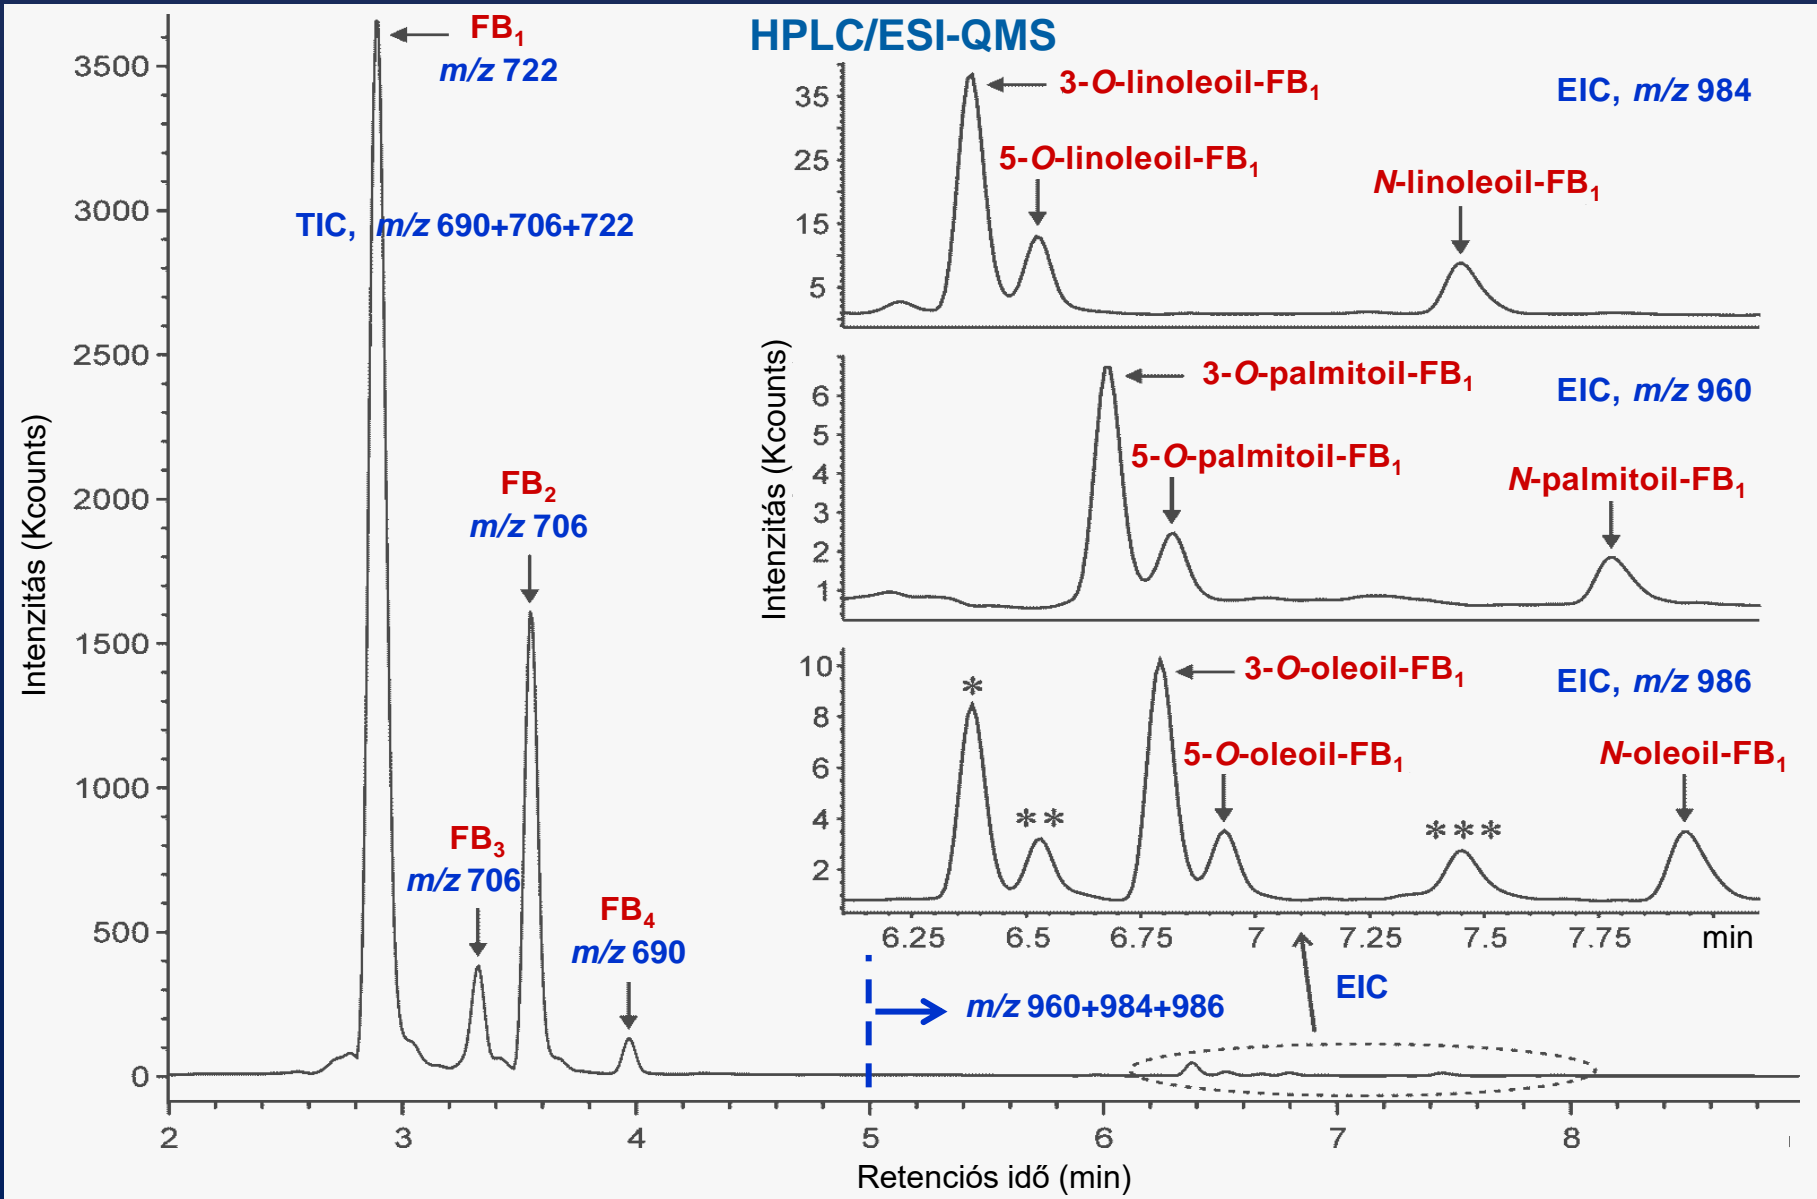 HPLC/ESI-QMS
Intenzitás (Kcounts)
3500
3000
2500
2000
1500
1000
500
0
FB₁
m/z 722
TIC, m/z 690+706+722
FB₂
m/z 706
FB₃
m/z 706
FB₄
m/z 690
Intenzitás (Kcounts)
35
25
15
5
3-O-linoleoil-FB₁
EIC, m/z 984
5-O-linoleoil-FB₁
N-linoleoil-FB₁
6
5
4
3
2
1
3-O-palmitoil-FB₁
EIC, m/z 960
5-O-palmitoil-FB₁
N-palmitoil-FB₁
10
8
6
4
2
*
3-O-oleoil-FB₁
EIC, m/z 986
5-O-oleoil-FB₁
N-oleoil-FB₁
**
***
6.25 6.5 6.75 7 7.25 7.5 7.75 min
EIC
m/z 960+984+986
2 3 4 5 6 7 8
Retenciós idő (min)